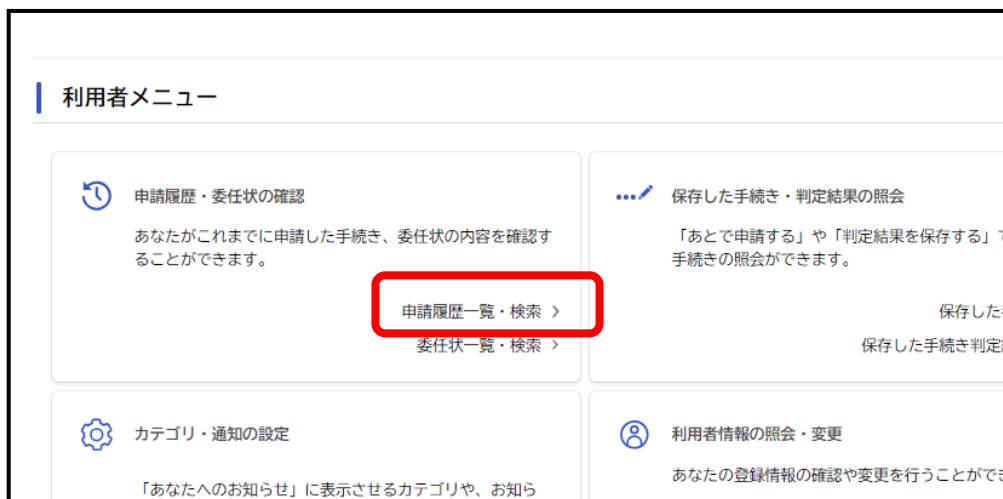 利用者メニュー
申請履歴・委任状の確認
あなたがこれまでに申請した手続き、委任状の内容を確認す
ることができます。
申請履歴一覧・検索
委任状一覧・検索
保存した手続き・判定結果の照会
「あとで申請する」や「判定結果を保存する」
手続きの照会ができます。
保存した
保存した手続き判定
カテゴリ・通知の設定
「あなたへのお知らせ」に表示させるカテゴリや、お知ら
利用者情報の照会・変更
あなたの登録情報の確認や変更を行うことがで